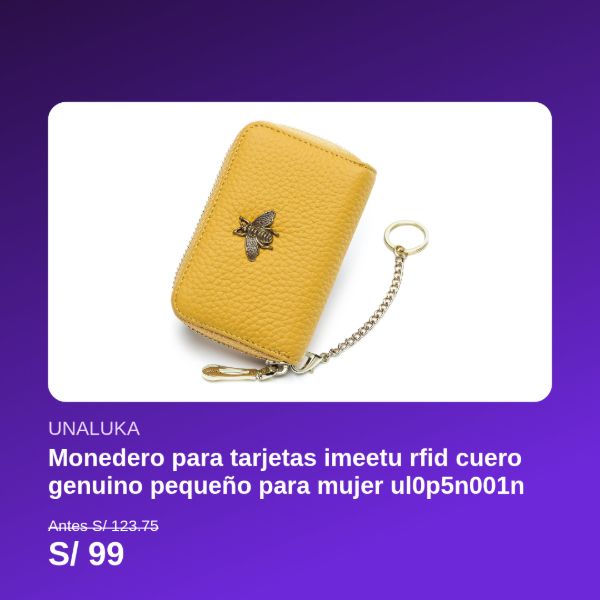 UNALUKA
Monedero para tarjetas imeetu rfid cuero
genuino pequeño para mujer ul0p5n001n
Antes S/ 123.75
S/ 99